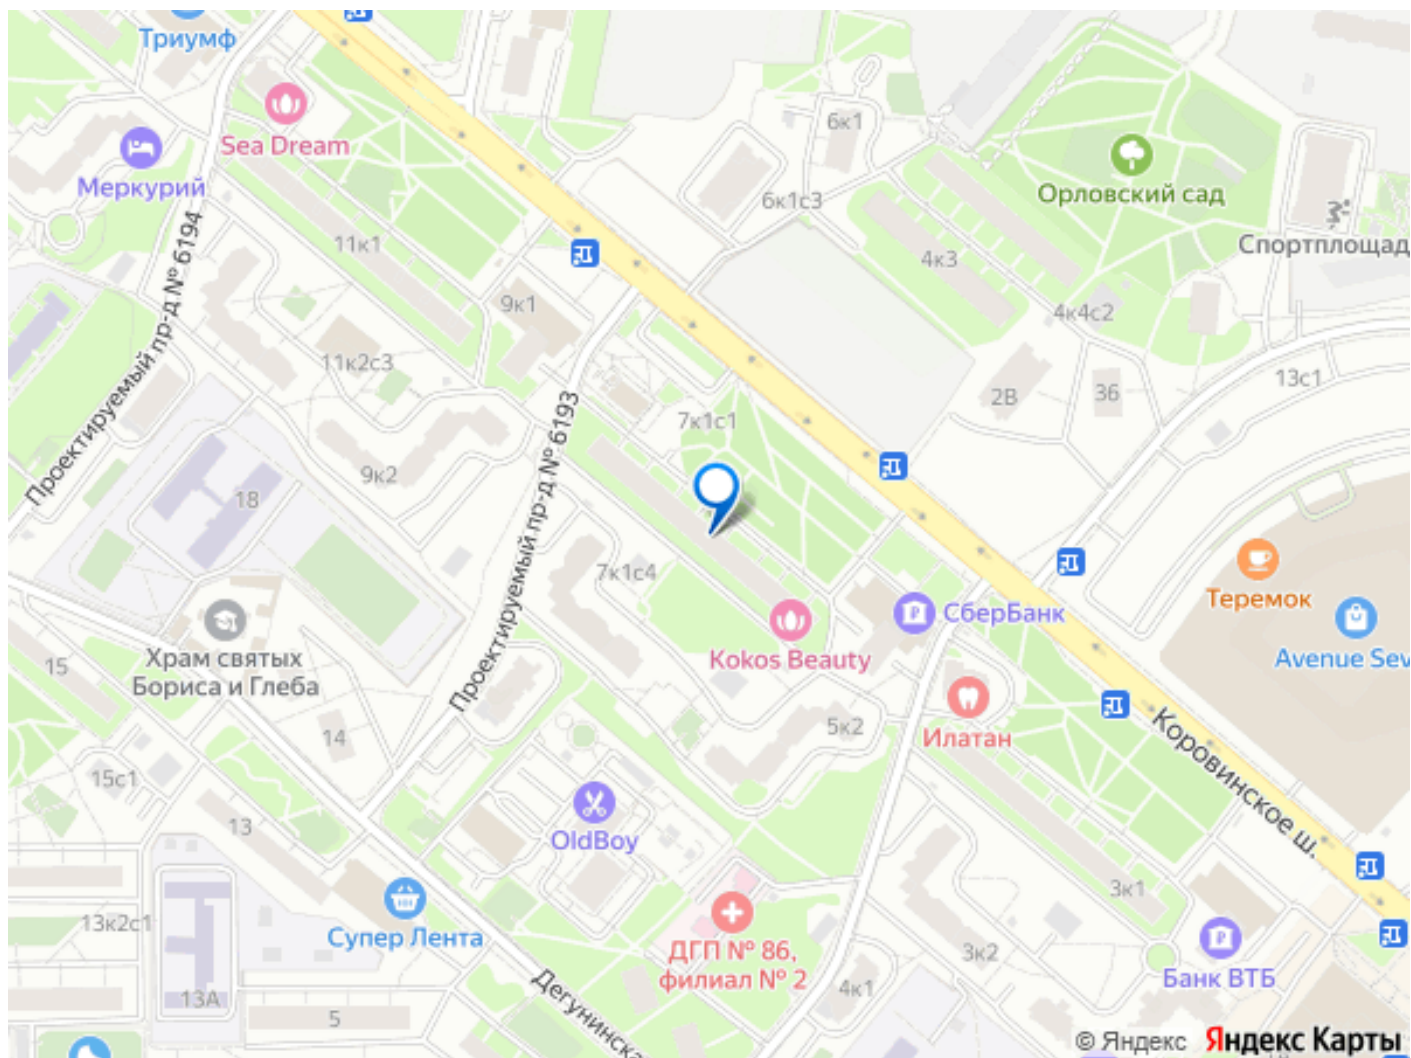 Триумф
Sea Dream
6к1
Меркурий
6к1с3
Орловский сад
11к1
4к3
Спортплощад
Проектируемый пр-д № 6194
9к1
4к4с2
11к2с3
13с1
2В
36
7к1с1
Проектируемый пр-д № 6193
9к2
18
7к1с4
Теремок
СберБанк
Храм святых
Бориса и Глеба
15
Kokos Beauty
Avenue Sev
14
5к2
Илатан
Коровинское ш.
15с1
13
OldBoy
3к1
13к2с1
Супер Лента
ДГП № 86,
филиал № 2
3к2
Банк ВТБ
13А
5
Дегунинска
4к1
© Яндекс Яндекс Карты